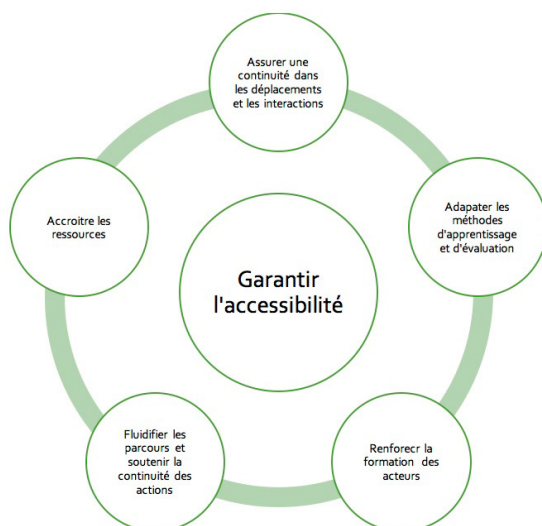 Assurer une
continuité dans
les déplacements
et les interactions
Adapater les
méthodes
d'apprentissage
et d'évaluation
Renforecr la
formation des
acteurs
Fluidifier les
parcours et
soutenir la
continuité des
actions
Accroitre les
ressources
Garantir
l'accessibilité